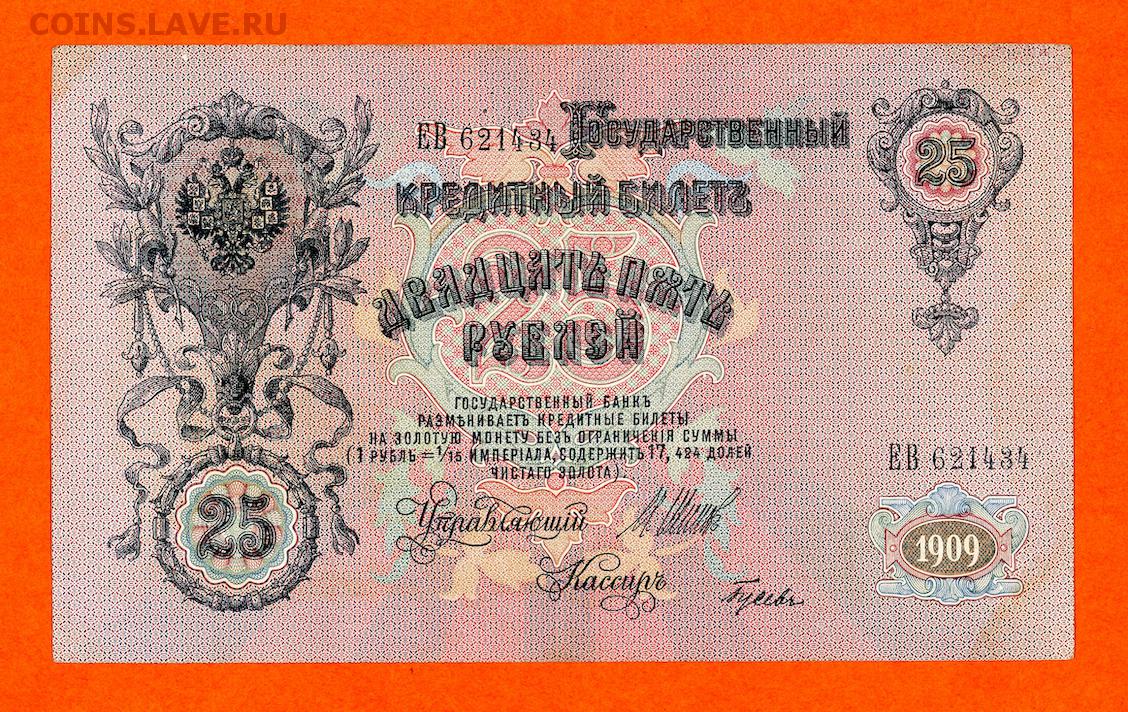 COINS.LAVE.RU
ЕВ 621434 Государственный
кредитный билетъ
25
25
Двадцать пять
рублей
Государственный банкъ
размѣниваетъ кредитные билеты
на золотую монету безъ ограниченія суммы
(1 рубль = 1/15 имперіала, содержитъ 17, 424 долей
чистаго золота).
ЕВ 621434
25
Управляющій
И Шипов
1909
Кассиръ
Гусевъ